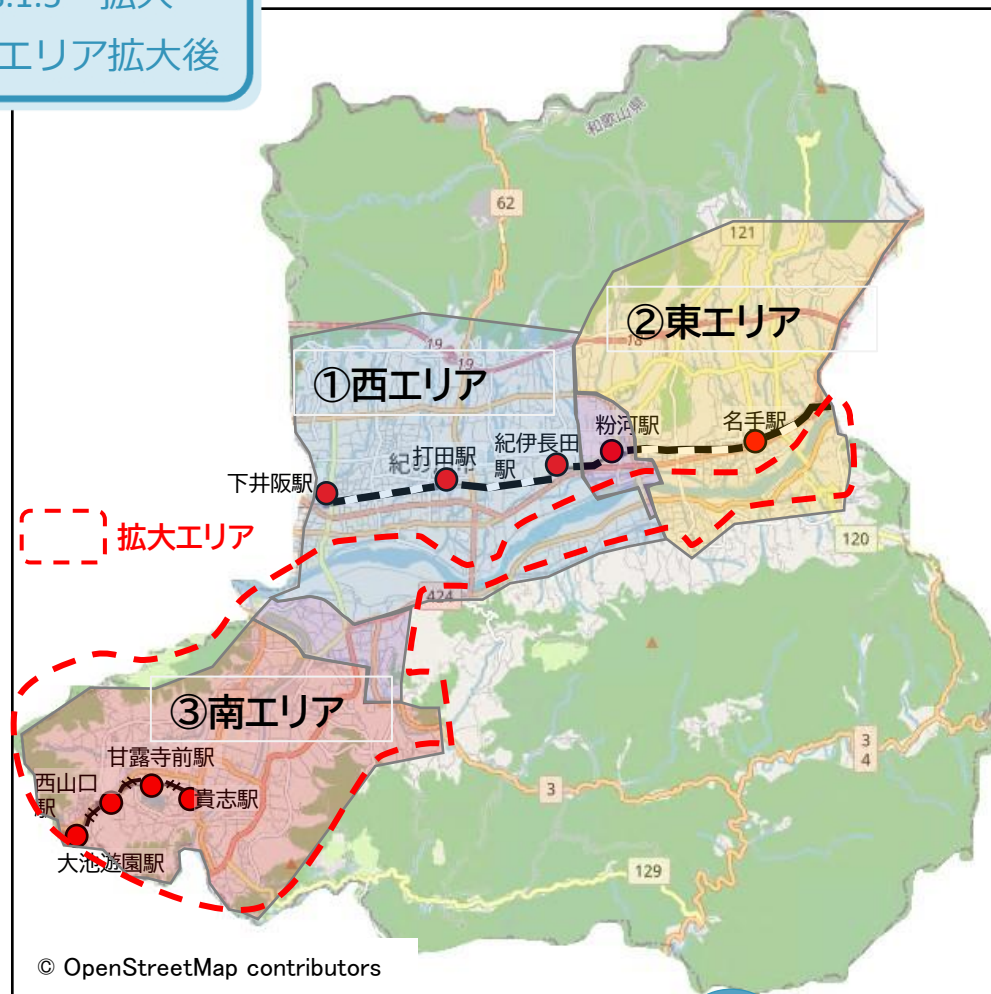 .1.5 拡大
エリア拡大後
和歌山県
62
121
②東エリア
18
19
19
①西エリア
粉河駅
名手駅
紀伊長田
駅
打田駅
下井阪駅
拡大エリア
120
424
③南エリア
甘露寺前駅
西山口
駅
貴志駅
大池遊園駅
3
3
4
129
© OpenStreetMap contributors